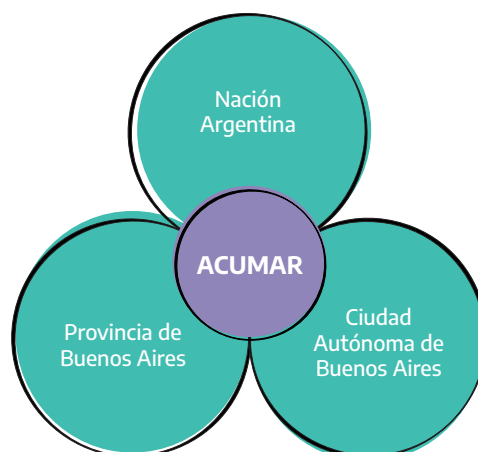 Nación
Argentina
ACUMAR
Provincia de
Buenos Aires
Ciudad
Autónoma de
Buenos Aires